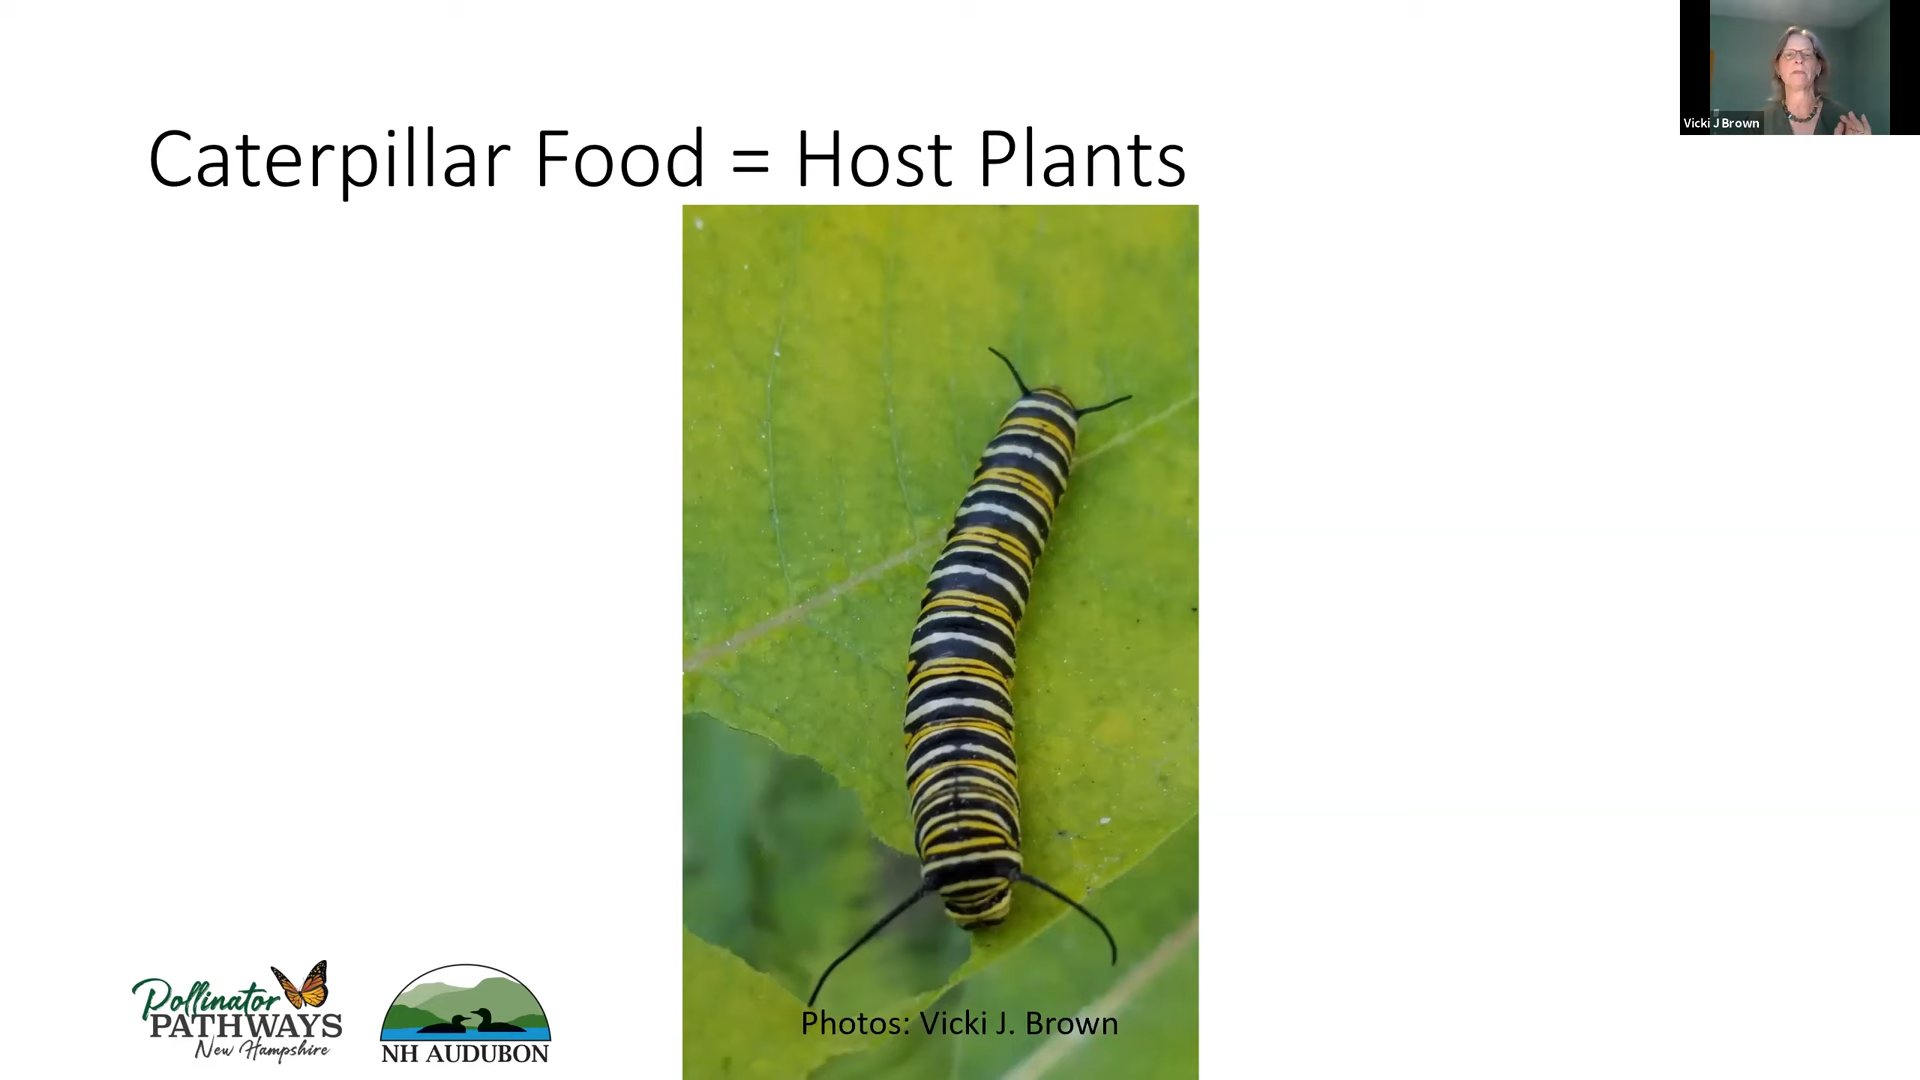 Vicki J Brown
Caterpillar Food = Host Plants
Photos: Vicki J. Brown
Pollinator
PATHWAYS
New Hampshire
NH AUDUBON